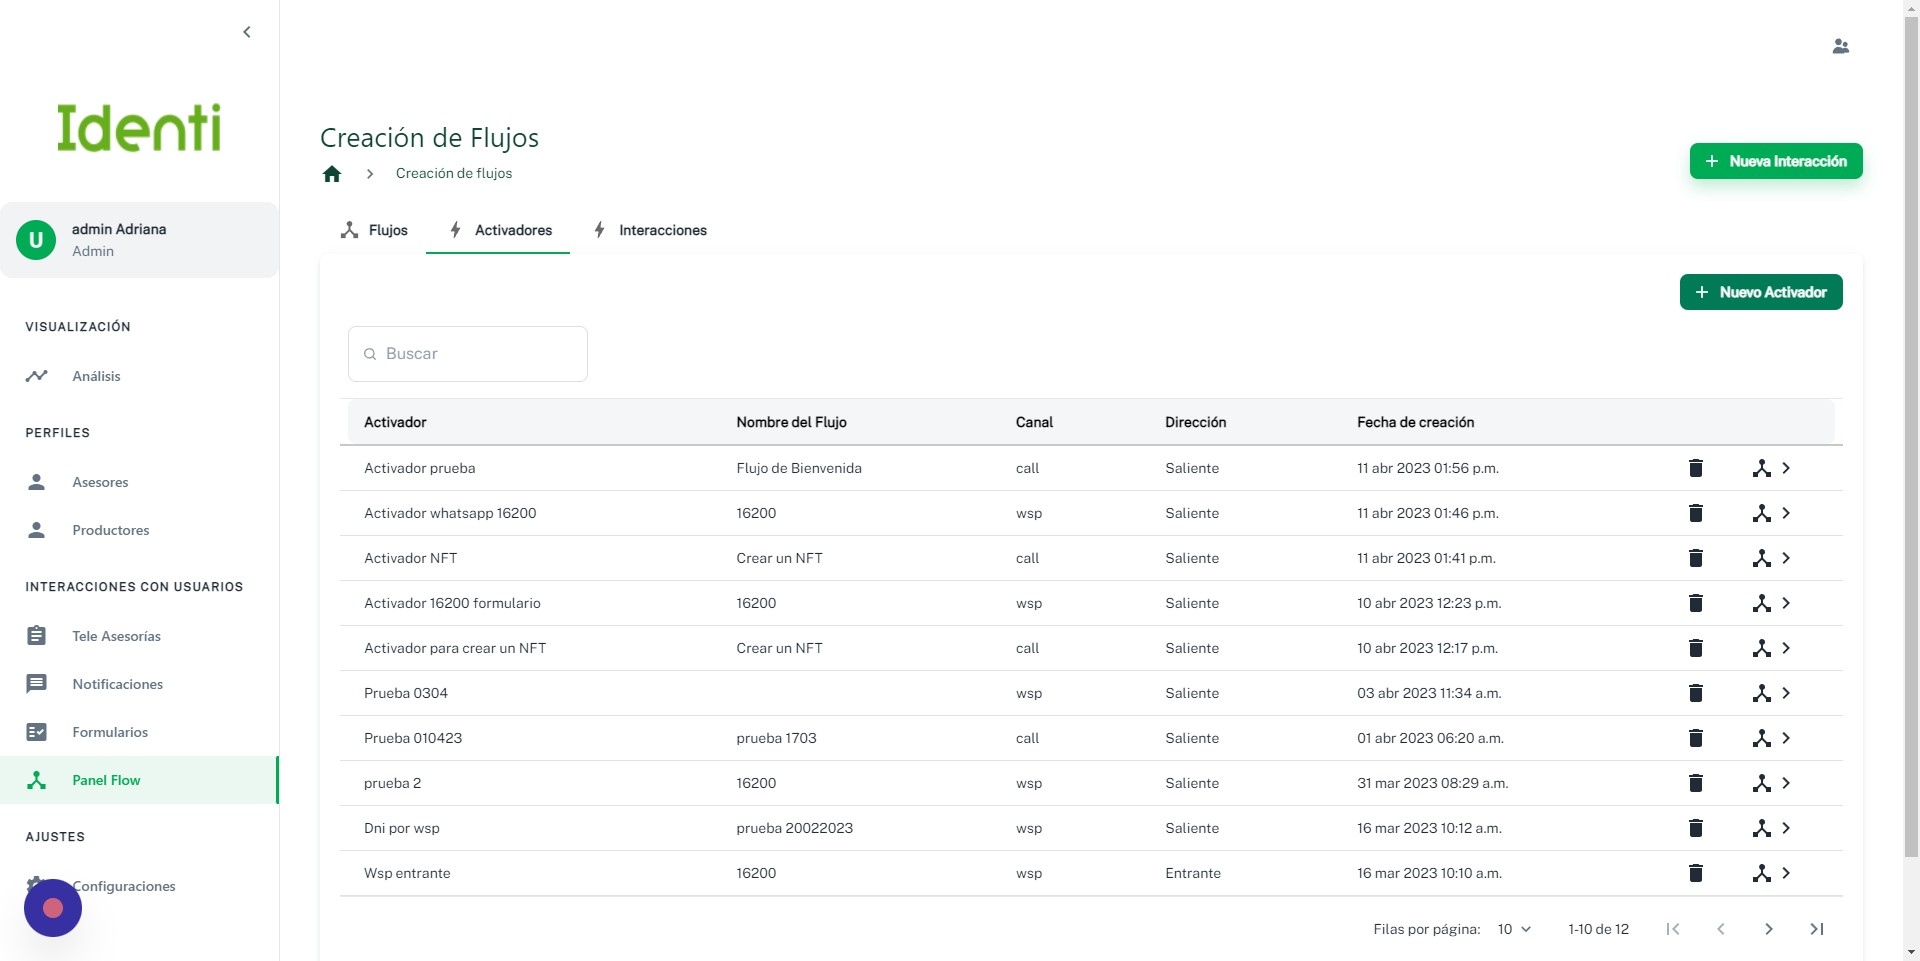 Identi
U
admin Adriana
Admin
VISUALIZACIÓN
Análisis
PERFILES
Asesores
Productores
INTERACCIONES CON USUARIOS
Tele Asesorías
Notificaciones
Formularios
Panel Flow
AJUSTES
Configuraciones
Creación de Flujos
Creación de flujos
Nueva Interacción
Flujos Activadores Interacciones
Nuevo Activador
Buscar
Activador Nombre del Flujo Canal Dirección Fecha de creación
Activador prueba Flujo de Bienvenida call Saliente 11 abr 2023 01:56 p.m.
Activador whatsapp 16200 16200 wsp Saliente 11 abr 2023 01:46 p.m.
Activador NFT Crear un NFT call Saliente 11 abr 2023 01:41 p.m.
Activador 16200 formulario 16200 wsp Saliente 10 abr 2023 12:23 p.m.
Activador para crear un NFT Crear un NFT call Saliente 10 abr 2023 12:17 p.m.
Prueba 0304 wsp Saliente 03 abr 2023 11:34 a.m.
Prueba 010423 prueba 1703 call Saliente 01 abr 2023 06:20 a.m.
prueba 2 16200 wsp Saliente 31 mar 2023 08:29 a.m.
Dni por wsp prueba 20022023 wsp Saliente 16 mar 2023 10:12 a.m.
Wsp entrante 16200 wsp Entrante 16 mar 2023 10:10 a.m.
Filas por página: 10 1-10 de 12